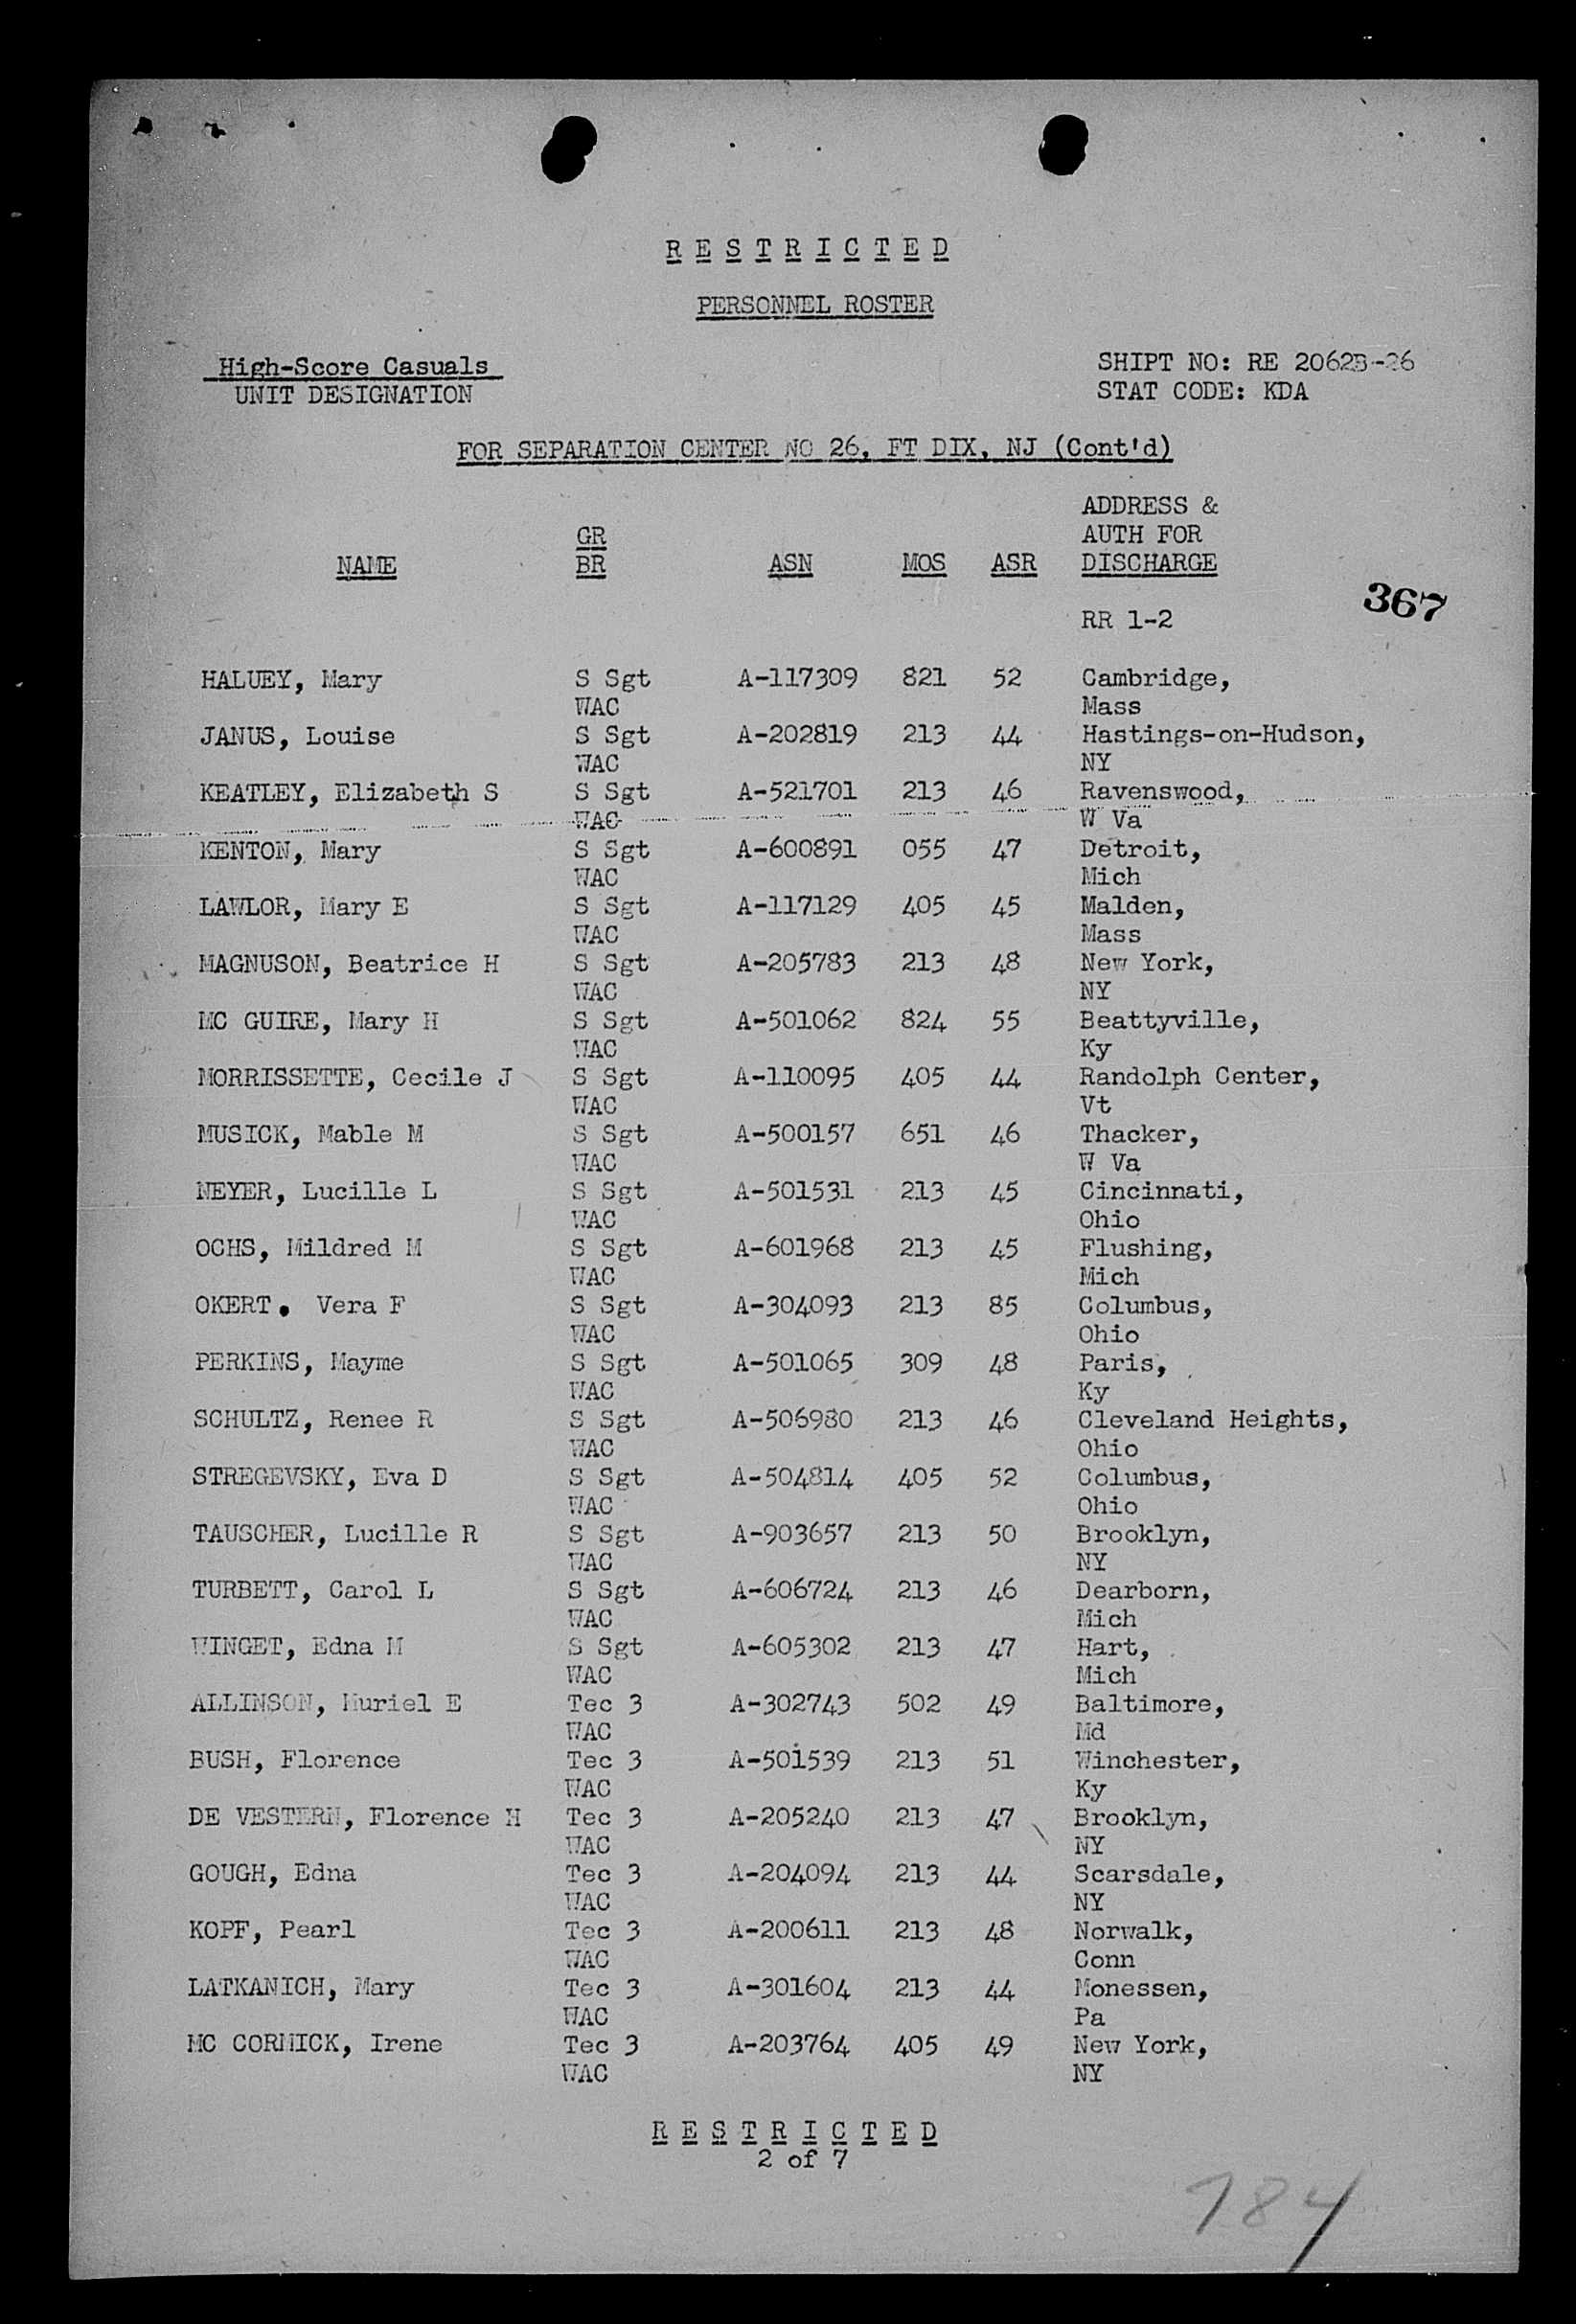 RESTRICTED
PERSONNEL ROSTER
High-Score Casuals SHIPT NO: RE 2062B-26
UNIT DESIGNATION STAT CODE: KDA
FOR SEPARATION CENTER NO 26, FT DIX, NJ (Cont'd)
ADDRESS &
GR AUTH FOR
NAME BR ASN MOS ASR DISCHARGE
367
RR 1-2
HALUEY, Mary S Sgt A-117309 821 52 Cambridge,
WAC Mass
JANUS, Louise S Sgt A-202819 213 44 Hastings-on-Hudson,
WAC NY
KEATLEY, Elizabeth S S Sgt A-521701 213 46 Ravenswood,
WAC W Va
KENTON, Mary S Sgt A-600891 055 47 Detroit,
WAC Mich
LAWLOR, Mary E S Sgt A-117129 405 45 Malden,
WAC Mass
MAGNUSON, Beatrice H S Sgt A-205783 213 48 New York,
WAC NY
MC GUIRE, Mary H S Sgt A-501062 824 55 Beattyville,
WAC Ky
MORRISSETTE, Cecile J S Sgt A-110095 405 44 Randolph Center,
WAC Vt
MUSICK, Mable M S Sgt A-500157 651 46 Thacker,
WAC W Va
NEYER, Lucille L S Sgt A-501531 213 45 Cincinnati,
WAC Ohio
OCHS, Mildred M S Sgt A-601968 213 45 Flushing,
WAC Mich
OKERT. Vera F S Sgt A-304093 213 85 Columbus,
WAC Ohio
PERKINS, Mayme S Sgt A-501065 309 48 Paris,
WAC Ky
SCHULTZ, Renee R S Sgt A-506980 213 46 Cleveland Heights,
WAC Ohio
STREGEVSKY, Eva D S Sgt A-504814 405 52 Columbus,
WAC Ohio
TAUSCHER, Lucille R S Sgt A-903657 213 50 Brooklyn,
WAC NY
TURBETT, Carol L S Sgt A-606724 213 46 Dearborn,
WAC Mich
WINGET, Edna M S Sgt A-605302 213 47 Hart,
WAC Mich
ALLINSON, Muriel E Tec 3 A-302743 502 49 Baltimore,
WAC Md
BUSH, Florence Tec 3 A-501539 213 51 Winchester,
WAC Ky
DE VESTERN, Florence H Tec 3 A-205240 213 47 Brooklyn,
WAC NY
GOUGH, Edna Tec 3 A-204094 213 44 Scarsdale,
WAC NY
KOPF, Pearl Tec 3 A-200611 213 48 Norwalk,
WAC Conn
LATKANICH, Mary Tec 3 A-301604 213 44 Monessen,
WAC Pa
MC CORMICK, Irene Tec 3 A-203764 405 49 New York,
WAC NY
RESTRICTED
2 of 7
184